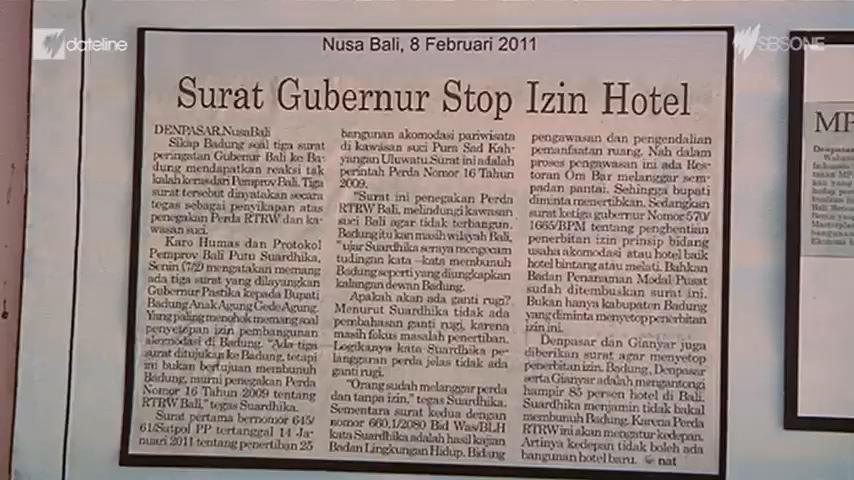 dateline
SBS ONE
Nusa Bali, 8 Februari 2011
Surat Gubernur Stop Izin Hotel
DENPASAR, NusaBali
Sikap Badung soal tiga surat
peringatan Gubenur Bali ke Ba-
dung mendapatkan reaksi tak
kalah keras dari Pemprov Bali. Tiga
surat tersebut dinyatakan secara
tegas sebagai penyikapan atas
penegakan Perda RTRW dan ka-
wasan suci.
Karo Humas dan Protokol
Pemprov Bali Putu Suardhika,
Senin (7/2) mengatakan memang
ada tiga surat yang dilayangkan
Gubernur Pastika kepada Bupati
Badung Anak Agung Gede Agung.
Yang paling menohok memang soal
penyetopan izin pembangunan
akomodasi di Badung. "Ada tiga
surat ditujukan ke Badung, tetapi
ini bukan bertujuan membunuh
Badung, murni penegakan Perda
Nomor 16 Tahun 2009 tentang
RTRW Bali," tegas Suardhika.
Surat pertama bernomor 645/
61/Satpol PP tertanggal 14 Ja-
nuari 2011 tentang penertiban 25
bangunan akomodasi pariwisata
di kawasan suci Pura Sad Kah-
yangan Uluwatu. Surat ini adalah
perintah Perda Nomor 16 Tahun
2009.
"Surat ini penegakan Perda
RTRW Bali, melindungi kawasan
suci Bali agar tidak terbangun.
Badung itu kan masih wilayah Bali,
"ujar Suardhika seraya mengecam
tudingan kata -kata membunuh
Badung seperti yang diungkapkan
kalangan dewan Badung.
Apakah akan ada ganti rugi?
Menurut Suardhika tidak ada
pembahasan ganti rugi, karena
masih fokus masalah penertiban.
Logikanya kata Suardhika pe-
langgaran perda jelas tidak ada
ganti rugi.
"Orang sudah melanggar perda
dan tanpa izin," tegas Suardhika.
Sementara surat kedua dengan
nomor 660.1/2080 Bid Was/BLH
kata Suardhika adalah hasil kajian
Badan Lingkungan Hidup. Bidang
pengawasan dan pengendalian
pemanfaatan ruang. Nah dalam
proses pengawasan ini ada Res-
toran Om Bar melanggar sem-
padan pantai. Sehingga bupati
diminta menertibkan. Sedangkan
surat ketiga gubernur Nomor 570/
1665/BPM tentang penghentian
penerbitan izin prinsip bidang
usaha akomodasi atau hotel baik
hotel bintang atau melati. Bahkan
Badan Penanaman Modal Pusat
sudah ditembuskan surat ini.
Bukan hanya kabupaten Badung
yang diminta menyetop penerbitan
izin ini.
Denpasar dan Gianyar juga
diberikan surat agar menyetop
penerbitan izin. Badung, Denpasar
serta Gianyar adalah mengantongi
hampir 85 persen hotel di Bali.
Suardhika menjamin tidak bakal
membunuh Badung. Karena Perda
RTRW ini akan mengatur kedepan.
Artinya kedepan tidak boleh ada
bangunan hotel baru. nat
MP
Denpasar